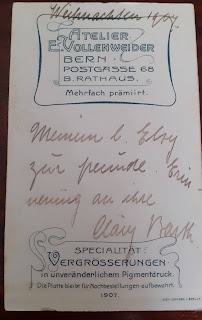 Weihnachten 1907
ATELIER
E. VOLLENWEIDER
BERN
POSTGASSE 68
B. RATHAUS.
Mehrfach prämiirt.
Meinem l. Elsy
zur freundl. Erin-
nerung an ihre
Clary
SPECIALITÄT:
VERGRÖSSERUNGEN
in unveränderlichem Pigmentdruck.
Die Platte bleibt für Nachbestellungen aufbewahrt.
1907.